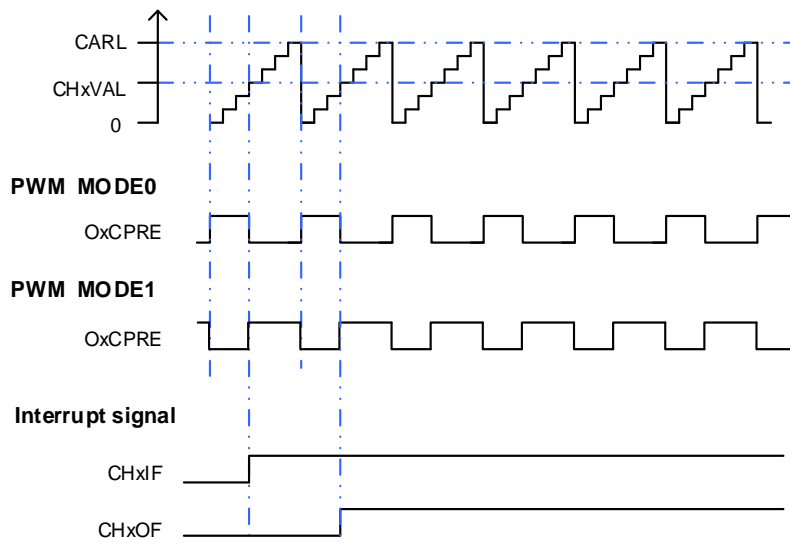 CARL
CHxVAL
0
PWM MODE0
OxCPRE
PWM MODE1
OxCPRE
Interrupt signal
CHxIF
CHxOF